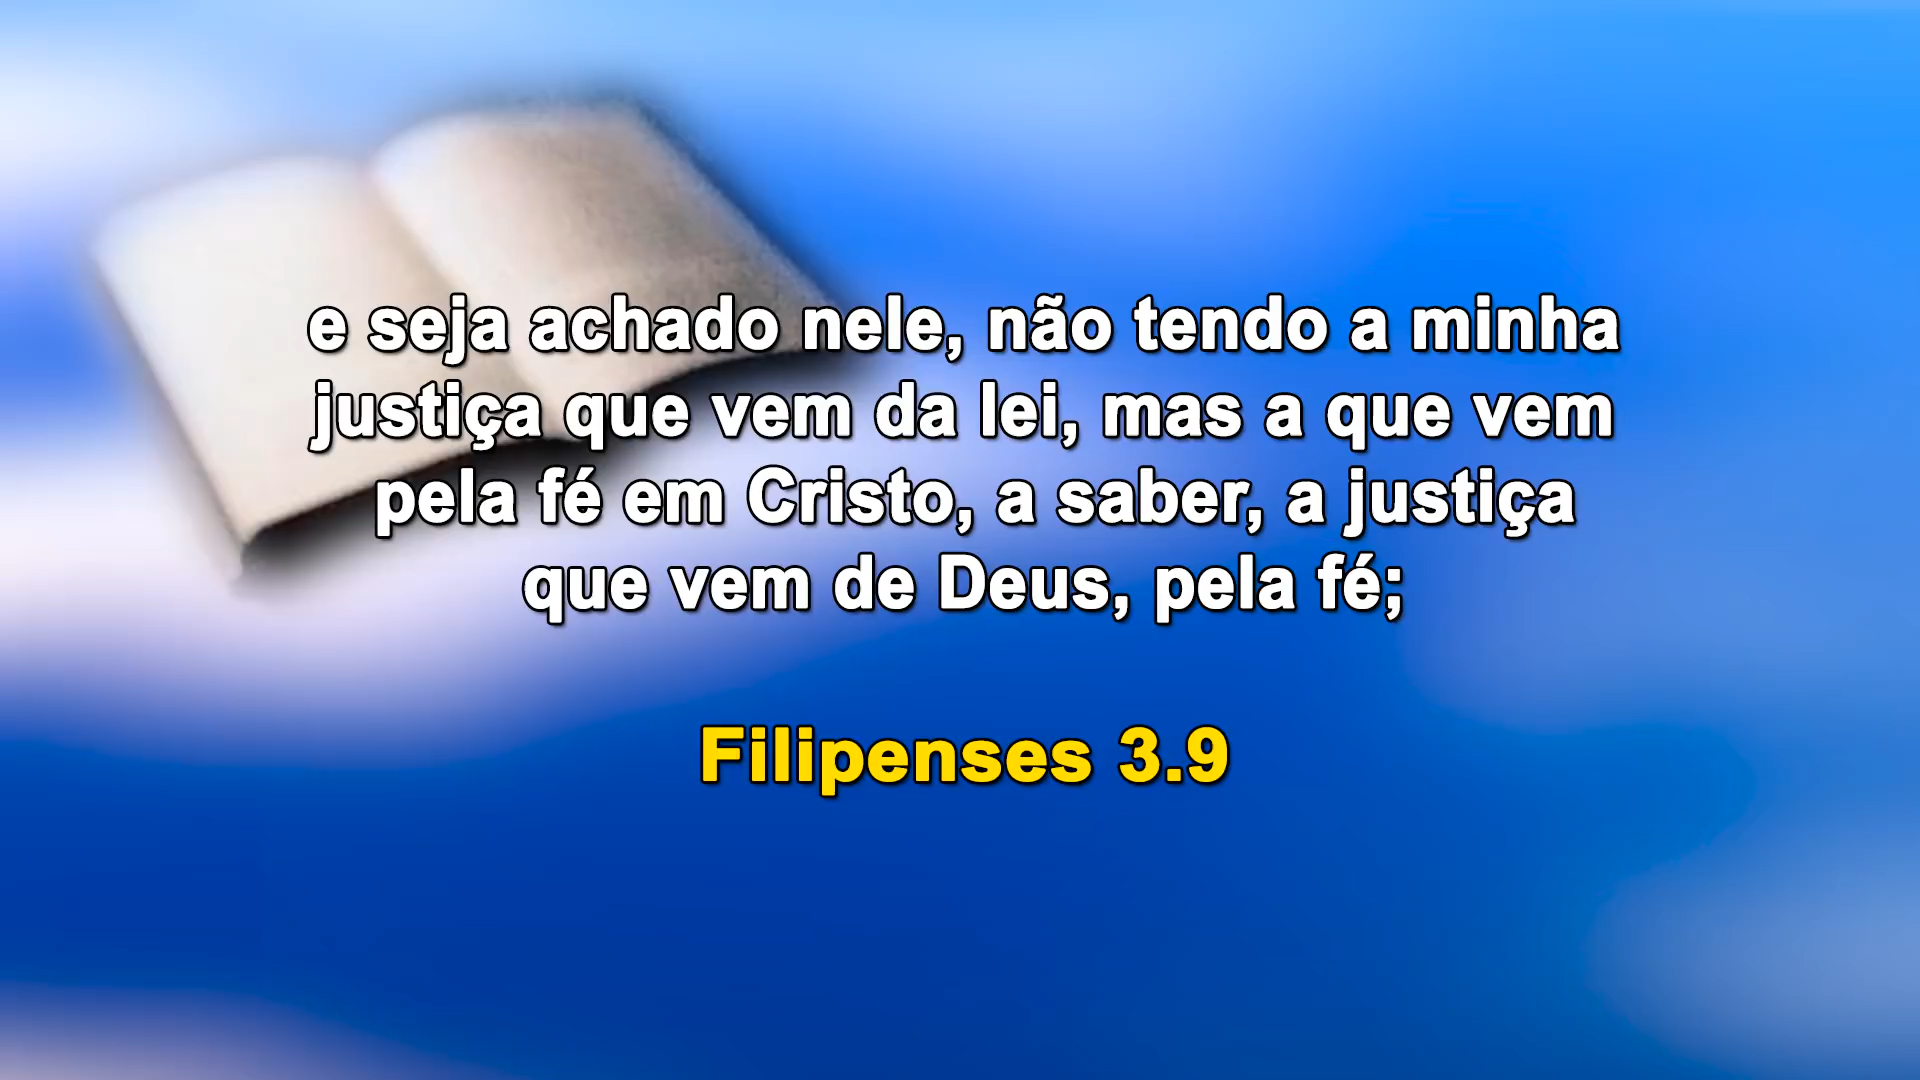 e seja achado nele, não tendo a minha
justiça que vem da lei, mas a que vem
pela fé em Cristo, a saber, a justiça
que vem de Deus, pela fé;
Filipenses 3.9